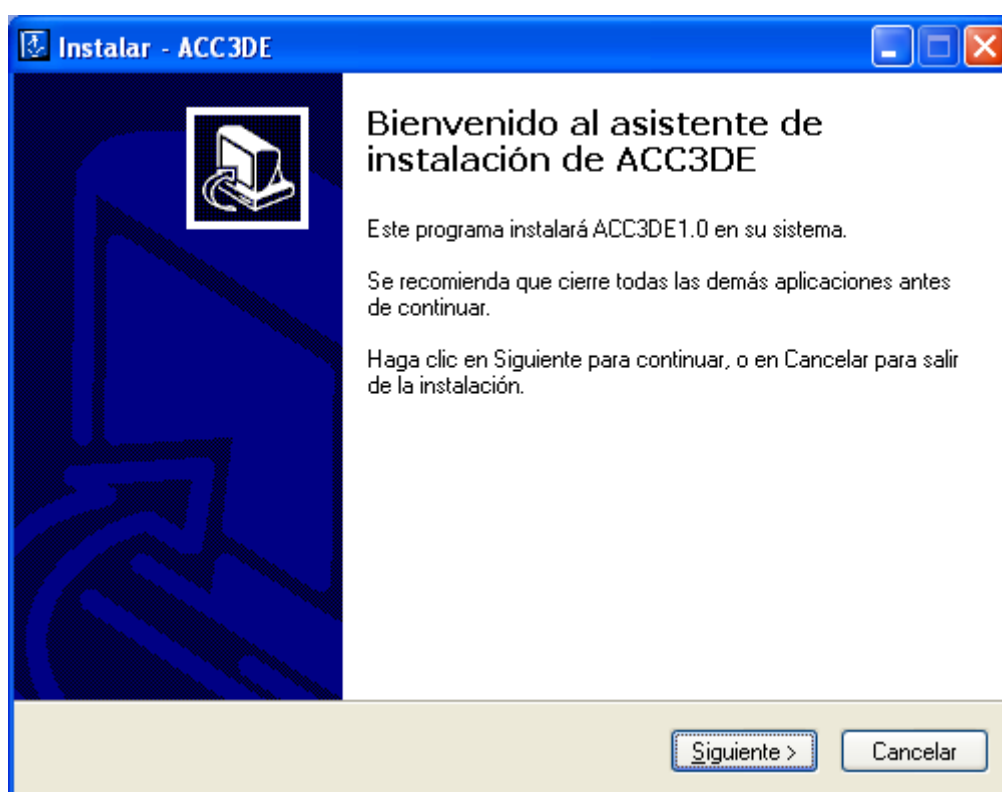 Instalar - ACC3DE
Bienvenido al asistente de
instalación de ACC3DE
Este programa instalará ACC3DE1.0 en su sistema.
Se recomienda que cierre todas las demás aplicaciones antes
de continuar.
Haga clic en Siguiente para continuar, o en Cancelar para salir
de la instalación.
Siguiente >
Cancelar